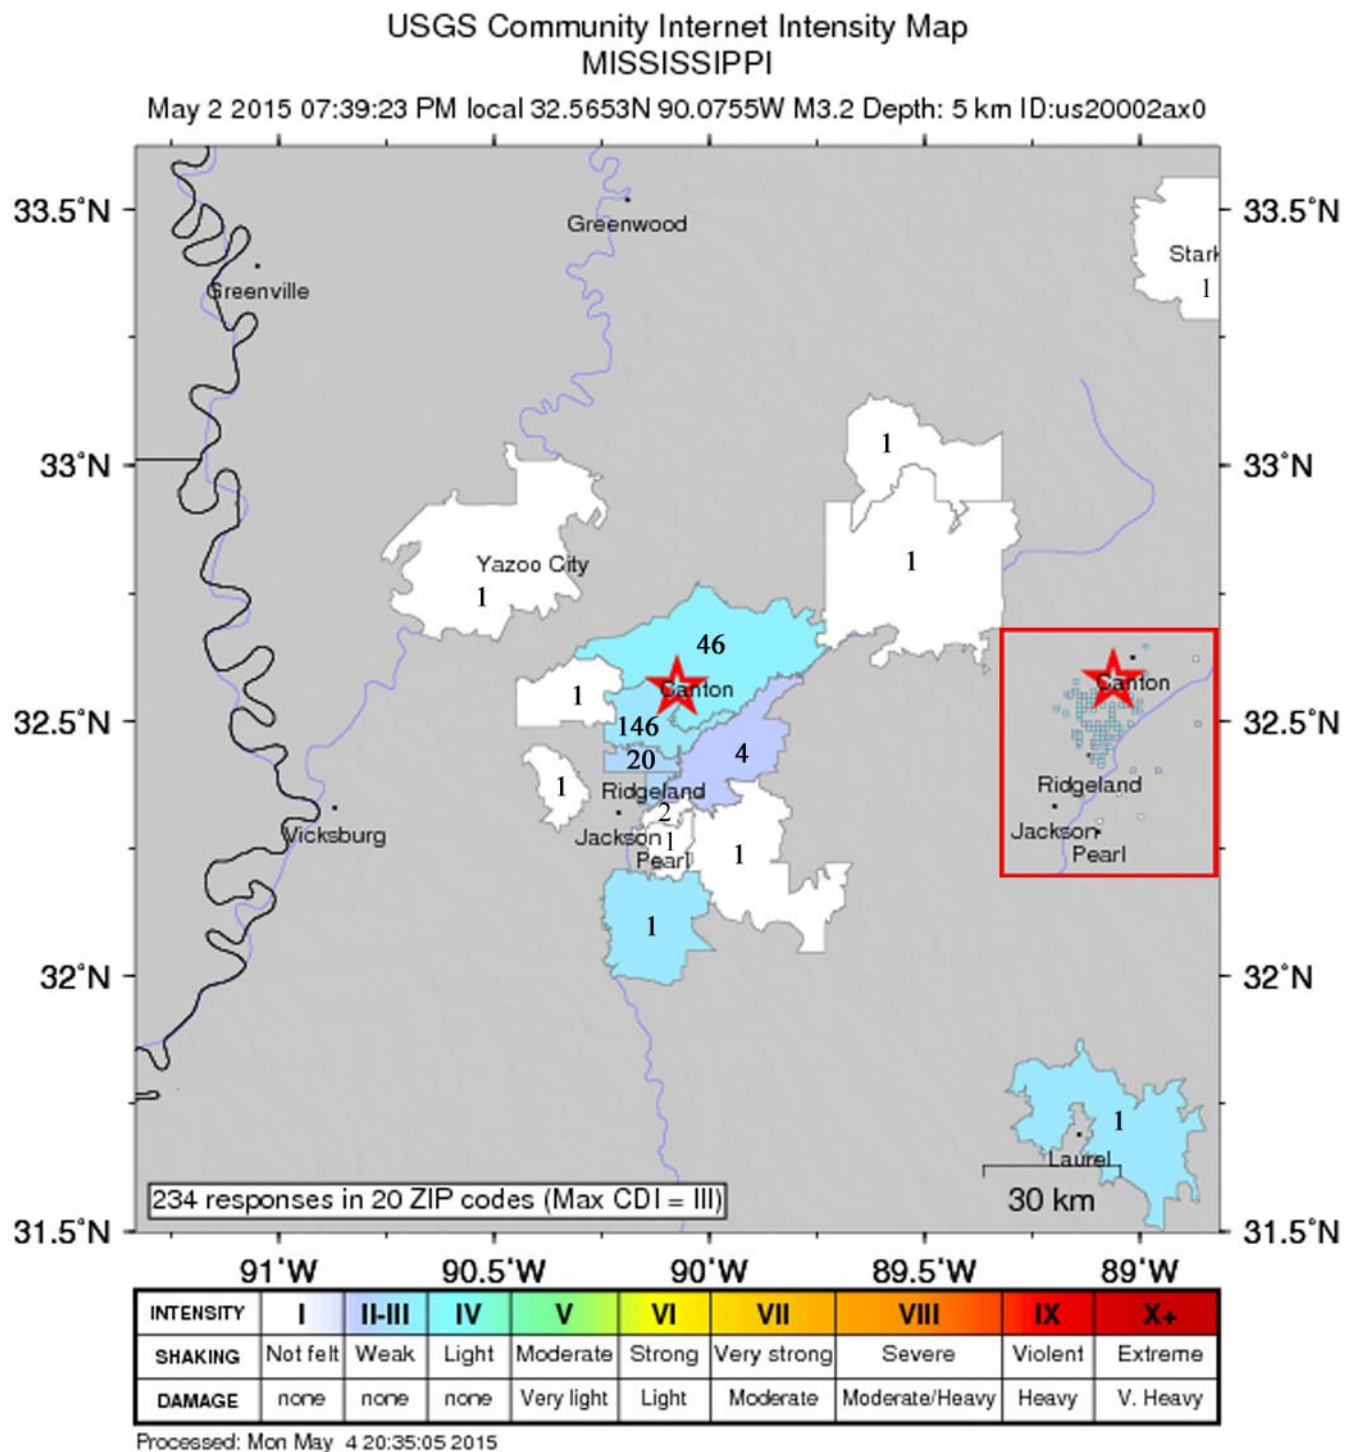 USGS Community Internet Intensity Map
MISSISSIPPI
May 2 2015 07:39:23 PM local 32.5653N 90.0755W M3.2 Depth: 5 km ID:us20002ax0
33.5°N 33.5°N
Greenwood
Stark
1
Greenville
1
33°N 33°N
1
Yazoo City
1
46
Canton
Canton
1
32.5°N 32.5°N
146
4
20
1
Ridgeland
Ridgeland
2
Vicksburg
Jackson
1
Jackson
Pearl
1
Pearl
1
32°N 32°N
1
Laurel
30 km
234 responses in 20 ZIP codes (Max CDI = III)
31.5°N 31.5°N
91°W 90.5°W 90°W 89.5°W 89°W
INTENSITY I II-III IV V VI VII VIII IX X+
SHAKING Not felt Weak Light Moderate Strong Very strong Severe Violent Extreme
DAMAGE none none none Very light Light Moderate Moderate/Heavy Heavy V. Heavy
Processed: Mon May 4 20:35:05 2015